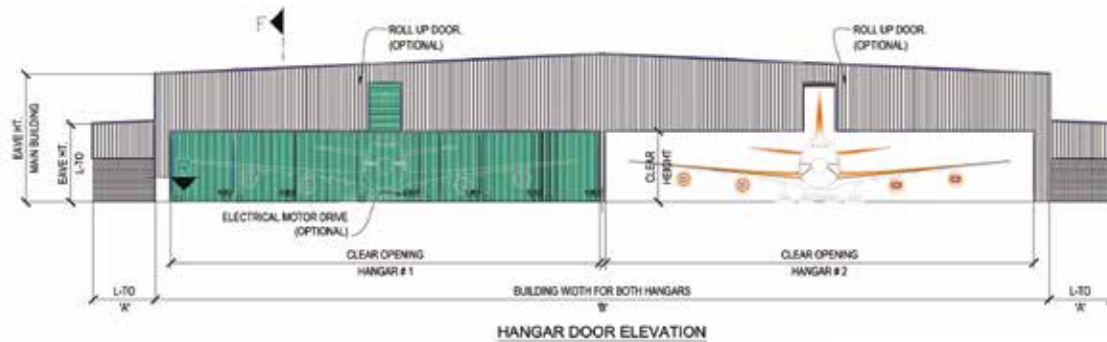 F
ROLL UP DOOR.
(OPTIONAL)
ROLL UP DOOR
(OPTIONAL)
EAVE HT.
MAIN BUILDING
EAVE HT.
L-TO
CLEAR
HEIGHT
ELECTRICAL MOTOR DRIVE
(OPTIONAL)
CLEAR OPENING
HANGAR # 1
CLEAR OPENING
HANGAR # 2
L-TO
'A'
BUILDING WIDTH FOR BOTH HANGARS
'B'
L-TO
'A'
HANGAR DOOR ELEVATION